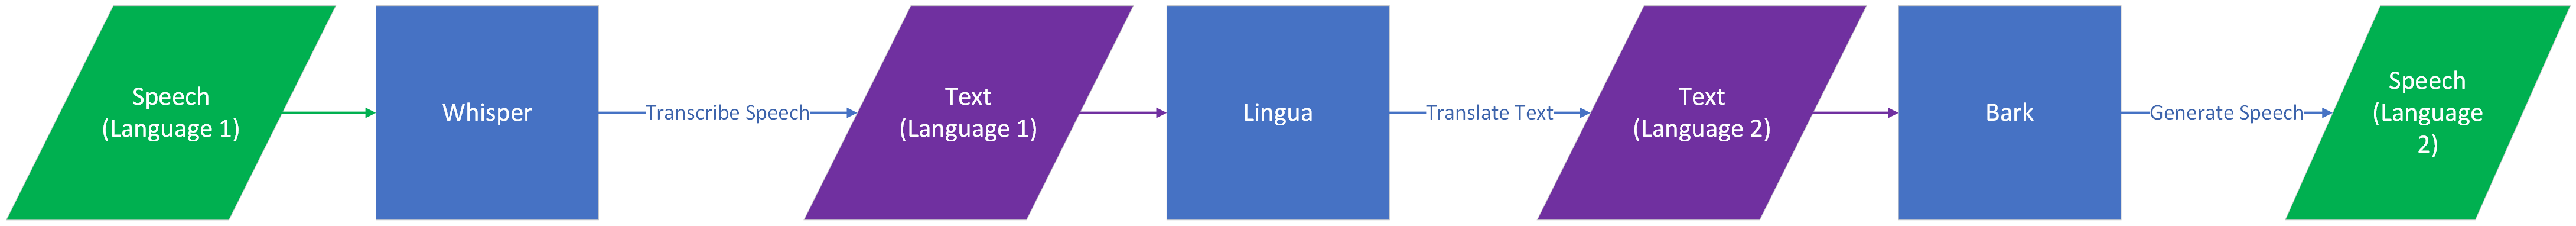 Speech
(Language 1)
Whisper
Transcribe Speech
Text
(Language 1)
Lingua
Translate Text
Text
(Language 2)
Bark
Generate Speech
Speech
(Language
2)